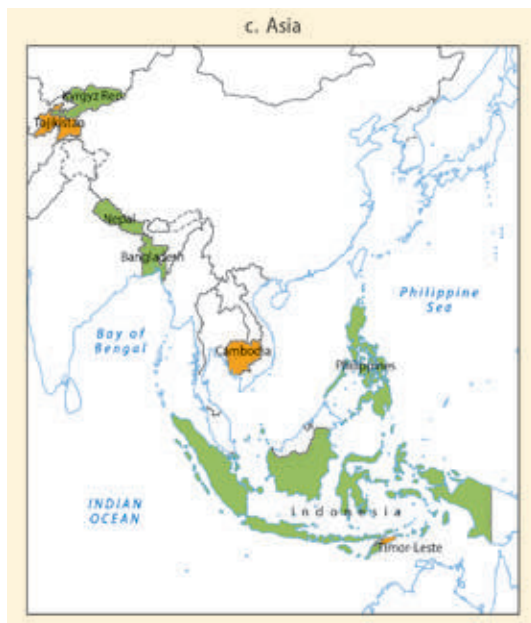 c. Asia
Kyrgyz Rep.
Tajikistan
Nepal
Bangladesh
Philippine
Sea
Bay of
Bengal
Cambodia
Philippines
INDIAN
OCEAN
Indonesia
Timor-Leste